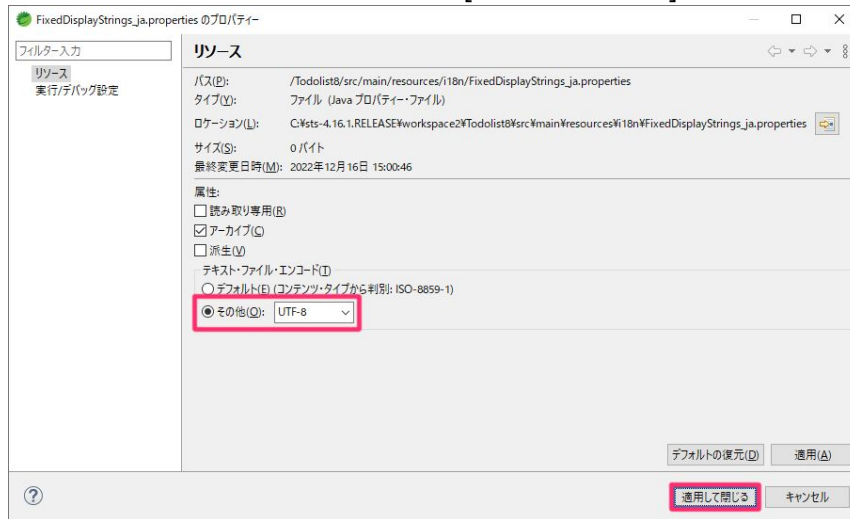 FixedDisplayStrings_ja.properties のプロパティー
フィルター入力
リソース
実行/デバッグ設定
リソース
パス(P): /Todolist8/src/main/resources/i18n/FixedDisplayStrings_ja.properties
タイプ(Y): ファイル (Java プロパティー・ファイル)
ロケーション(L): C:¥sts-4.16.1.RELEASE¥workspace2¥Todolist8¥src¥main¥resources¥i18n¥FixedDisplayStrings_ja.properties
サイズ(S): 0 バイト
最終変更日時(M): 2022年12月16日 15:00:46
属性:
読み取り専用(R)
アーカイブ(C)
派生(V)
テキスト・ファイル・エンコード(T)
デフォルト(E) (コンテンツ・タイプから判別: ISO-8859-1)
その他(O): UTF-8
デフォルトの復元(D) 適用(A)
適用して閉じる キャンセル